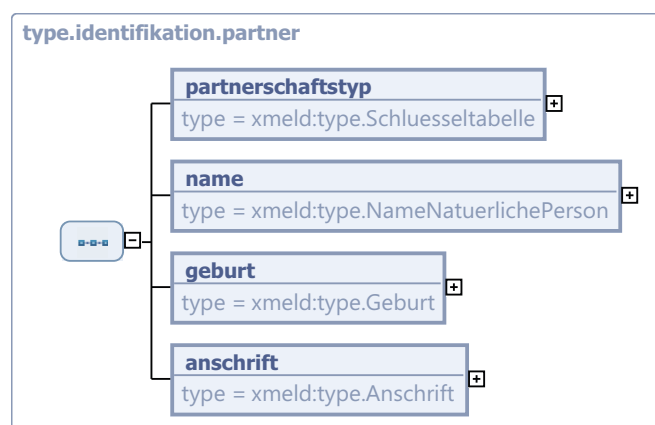 type.identifikation.partner
partnerschaftstyp
type = xmeld:type.Schluesseltabelle
name
type = xmeld:type.NameNatuerlichePerson
geburt
type = xmeld:type.Geburt
anschrift
type = xmeld:type.Anschrift